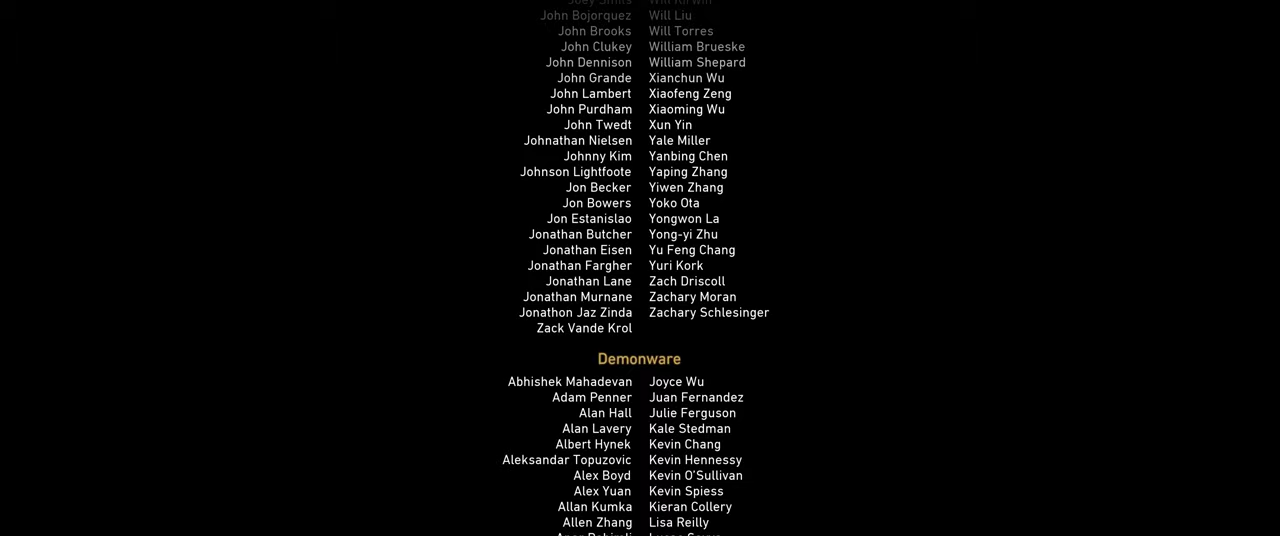 John Bojorquez Will Liu
John Brooks Will Torres
John Clukey William Brueske
John Dennison William Shepard
John Grande Xianchun Wu
John Lambert Xiaofeng Zeng
John Purdham Xiaoming Wu
John Twedt Xun Yin
Johnathan Nielsen Yale Miller
Johnny Kim Yanbing Chen
Johnson Lightfoote Yaping Zhang
Jon Becker Yiwen Zhang
Jon Bowers Yoko Ota
Jon Estanislao Yongwon La
Jonathan Butcher Yong-yi Zhu
Jonathan Eisen Yu Feng Chang
Jonathan Fargher Yuri Kork
Jonathan Lane Zach Driscoll
Jonathan Murnane Zachary Moran
Jonathon Jaz Zinda Zachary Schlesinger
Zack Vande Krol
Demonware
Abhishek Mahadevan Joyce Wu
Adam Penner Juan Fernandez
Alan Hall Julie Ferguson
Alan Lavery Kale Stedman
Albert Hynek Kevin Chang
Aleksandar Topuzovic Kevin Hennessy
Alex Boyd Kevin O'Sullivan
Alex Yuan Kevin Spiess
Allan Kumka Kieran Collery
Allen Zhang Lisa Reilly